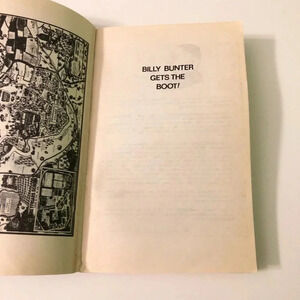 BILLY BUNTER
GETS THE
BOOT!